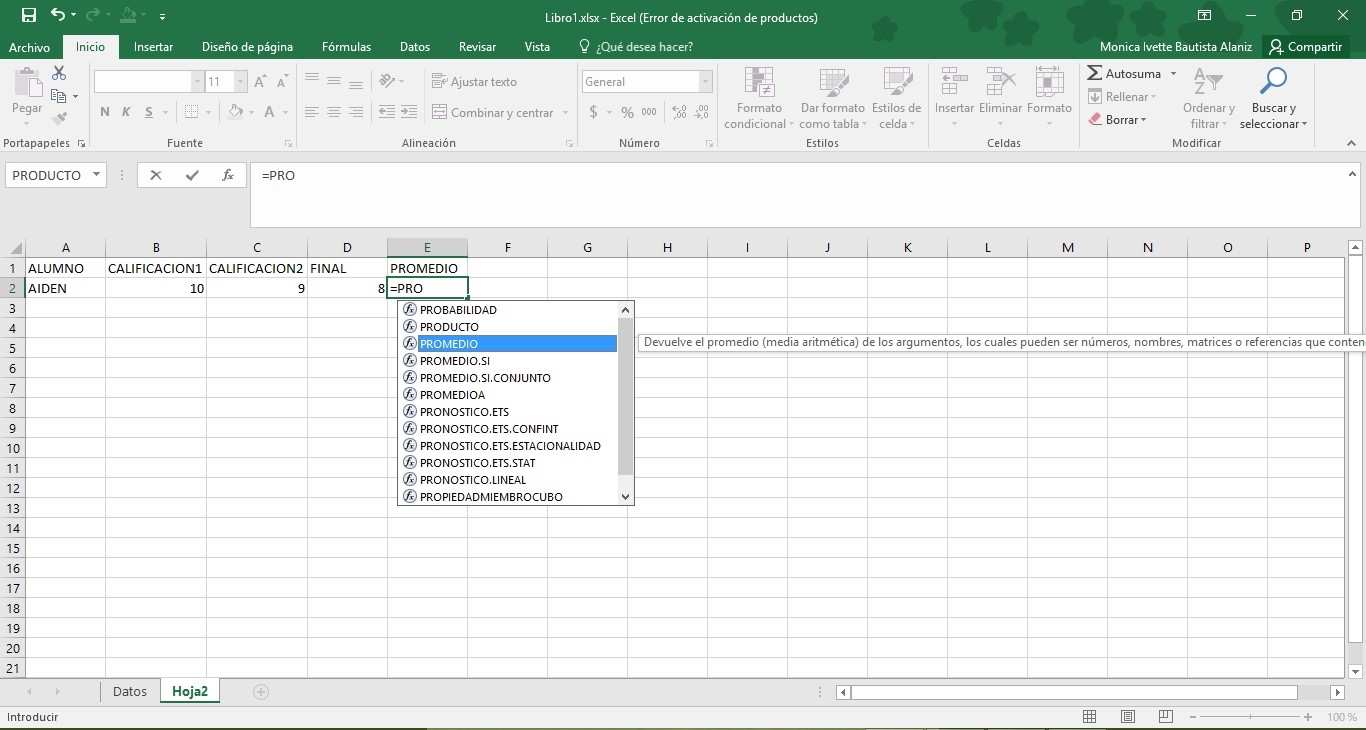 Libro1.xlsx - Excel (Error de activación de productos)
Archivo Inicio Insertar Diseño de página Fórmulas Datos Revisar Vista ¿Qué desea hacer? Monica Ivette Bautista Alaniz Compartir
Pegar
Portapapeles
11
N K S
Fuente
Ajustar texto
Combinar y centrar
Alineación
General
$ % 000
Número
Formato condicional
Dar formato como tabla
Estilos de celda
Estilos
Insertar Eliminar Formato
Celdas
Autosuma
Rellenar
Borrar
Ordenar y filtrar
Buscar y seleccionar
Modificar
PRODUCTO fx =PRO
A B C D E F G H I J K L M N O P
1 ALUMNO CALIFICACION1 CALIFICACION2 FINAL PROMEDIO
2 AIDEN 10 9 8 =PRO
3
4
5
6
7
8
9
10
11
12
13
14
15
16
17
18
19
20
21
PROBABILIDAD
PRODUCTO
PROMEDIO
PROMEDIO.SI
PROMEDIO.SI.CONJUNTO
PROMEDIOA
PRONOSTICO.ETS
PRONOSTICO.ETS.CONFINT
PRONOSTICO.ETS.ESTACIONALIDAD
PRONOSTICO.ETS.STAT
PRONOSTICO.LINEAL
PROPIEDADMIEMBROCUBO
Devuelve el promedio (media aritmética) de los argumentos, los cuales pueden ser números, nombres, matrices o referencias que conten
Datos Hoja2
Introducir 100 %